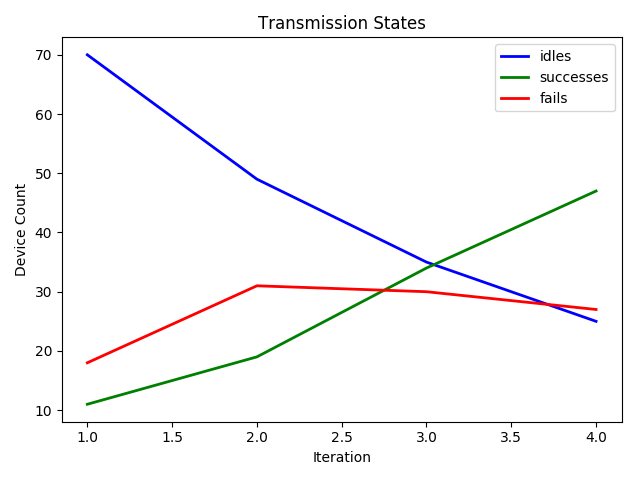 Transmission States
idles
successes
fails
Device Count
70
60
50
40
30
20
10
1.0 1.5 2.0 2.5 3.0 3.5 4.0
Iteration